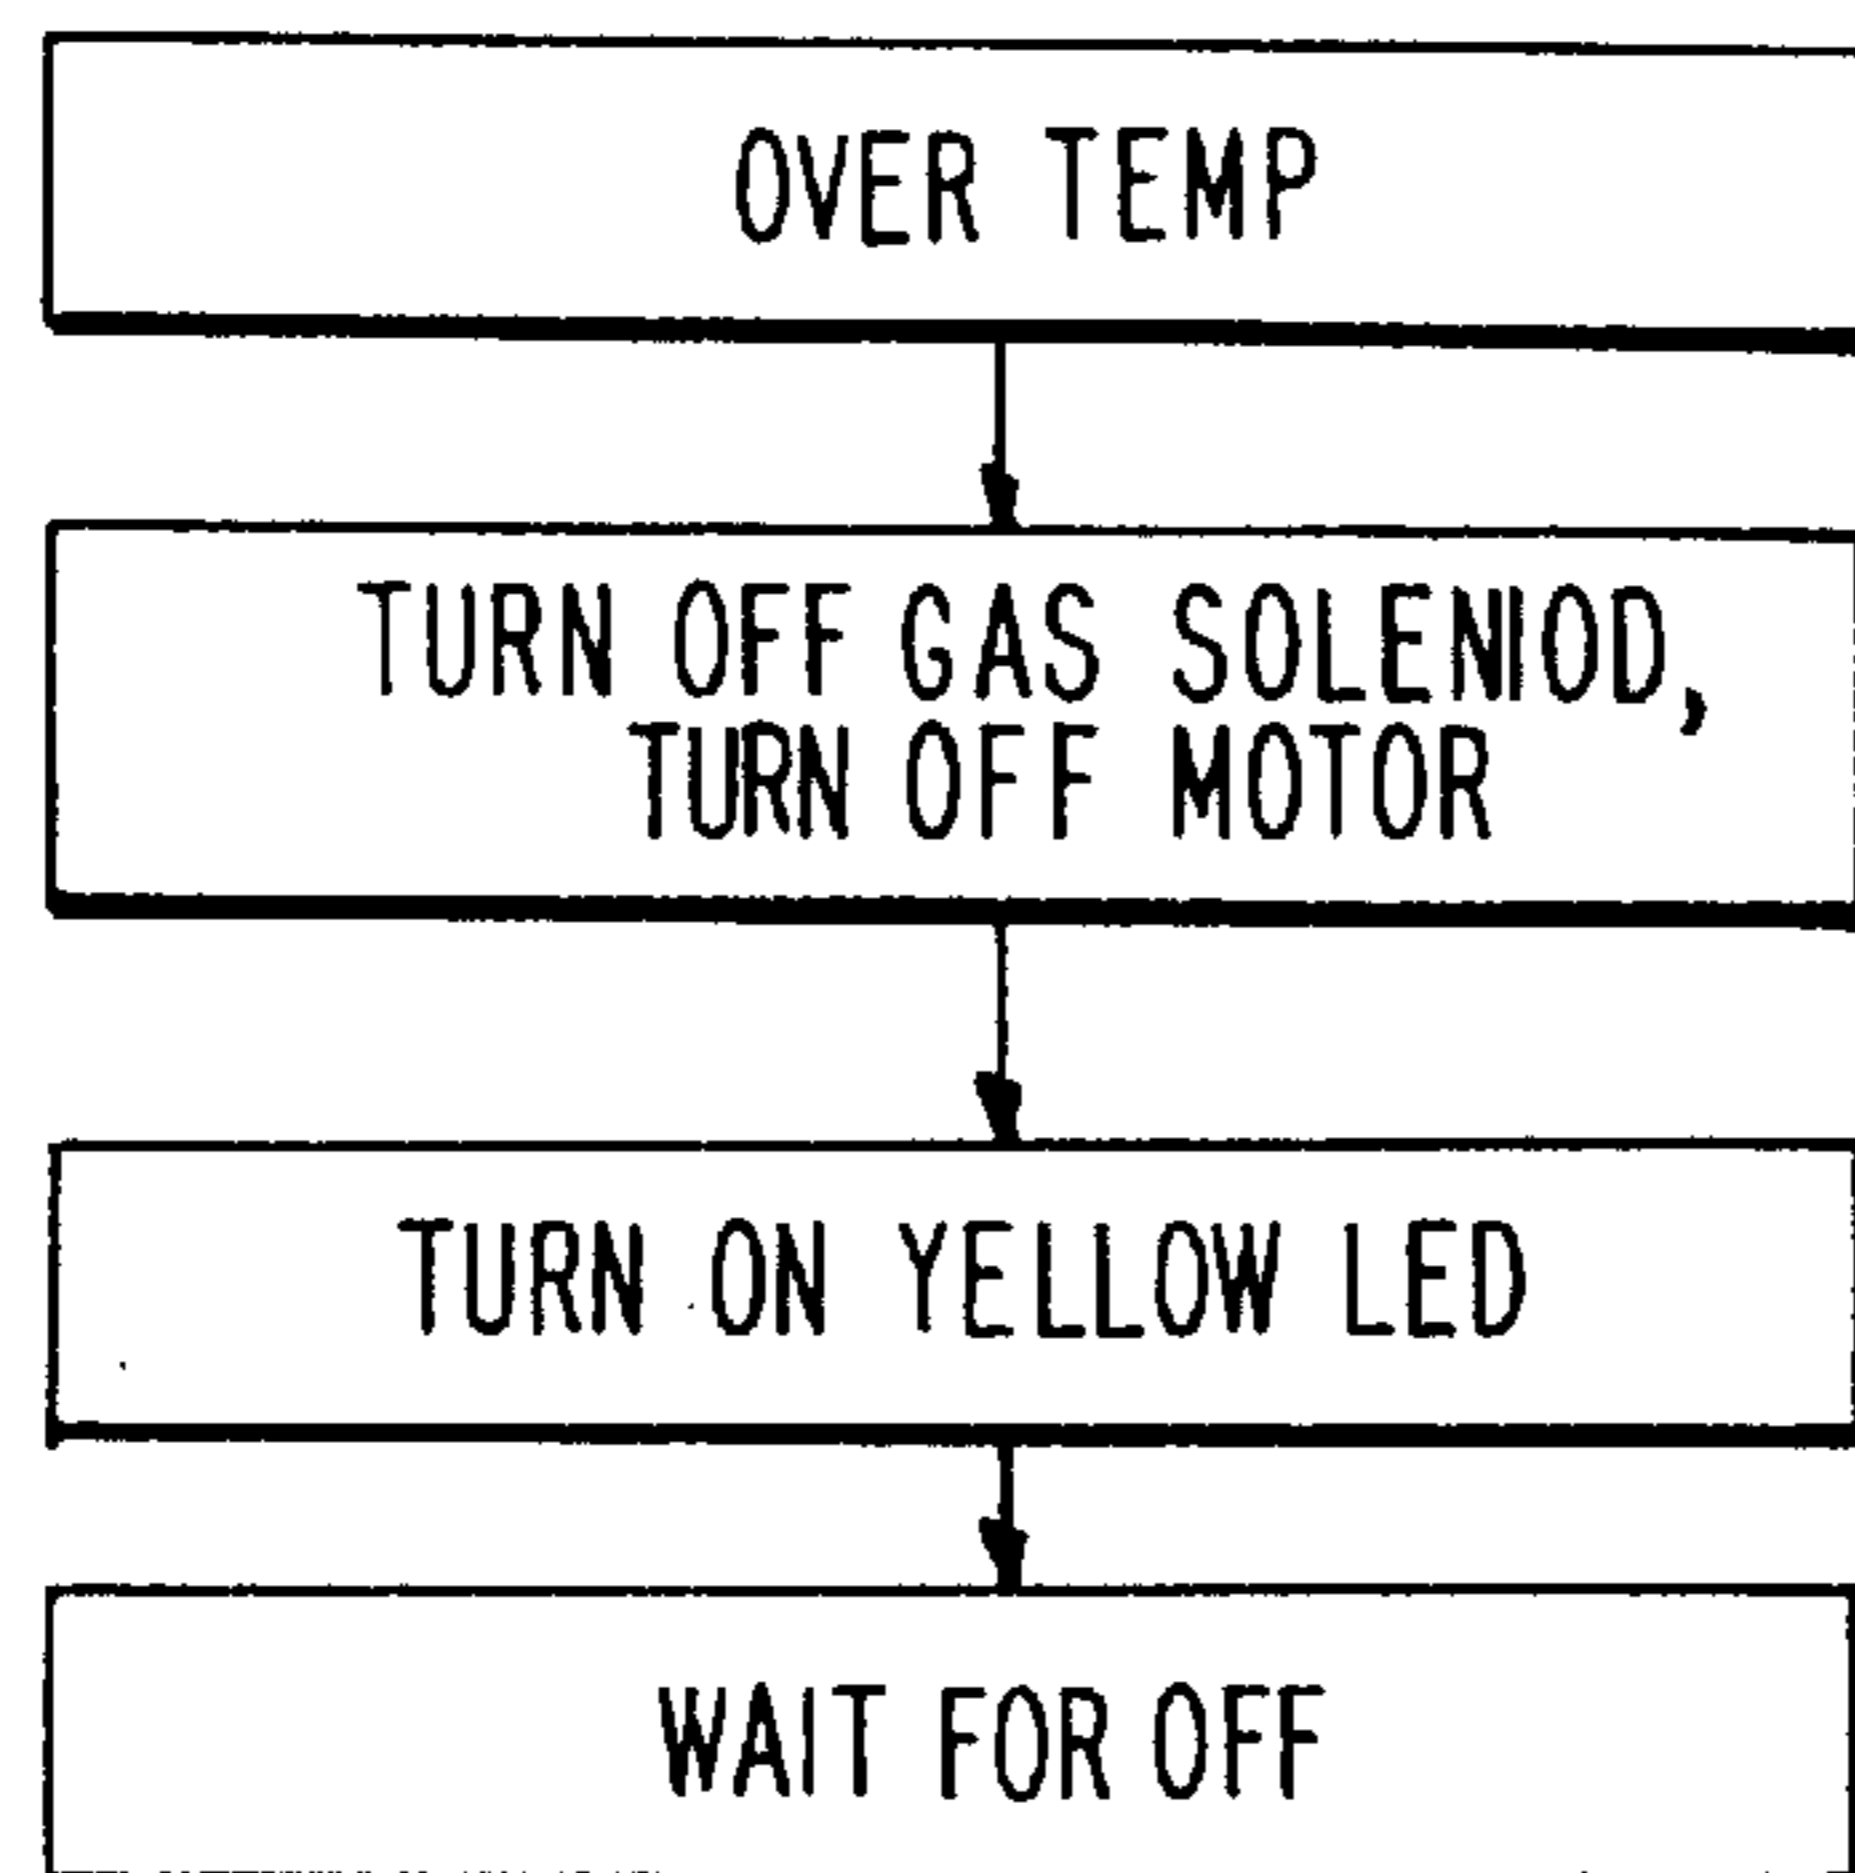 OVER TEMP
TURN OFF GAS SOLENIOD,
TURN OFF MOTOR
TURN ON YELLOW LED
WAIT FOR OFF